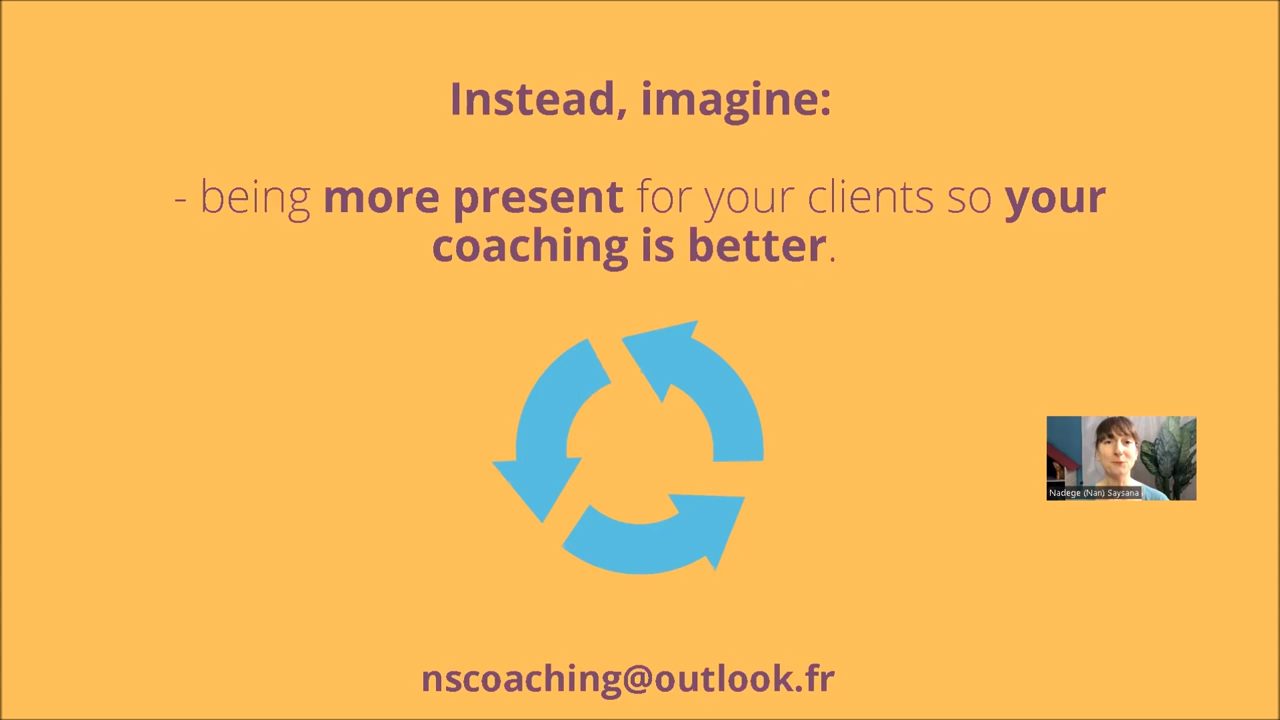 Instead, imagine:
- being more present for your clients so your
coaching is better.
Nadege (Nan) Saysana
nscoaching@outlook.fr